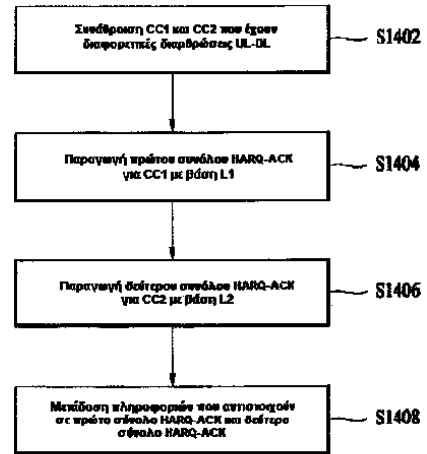 Συνάθροιση CC1 και CC2 που έχουν
διαφορετικές διαρθρώσεις UL-DL
S1402
Παραγωγή πρώτου συνόλου HARQ-ACK
για CC1 με βάση L1
S1404
Παραγωγή δεύτερου συνόλου HARQ-ACK
για CC2 με βάση L2
S1406
Μετάδοση πληροφοριών που αντιστοιχούν
σε πρώτο σύνολο HARQ-ACK και δεύτερο
σύνολο HARQ-ACK
S1408